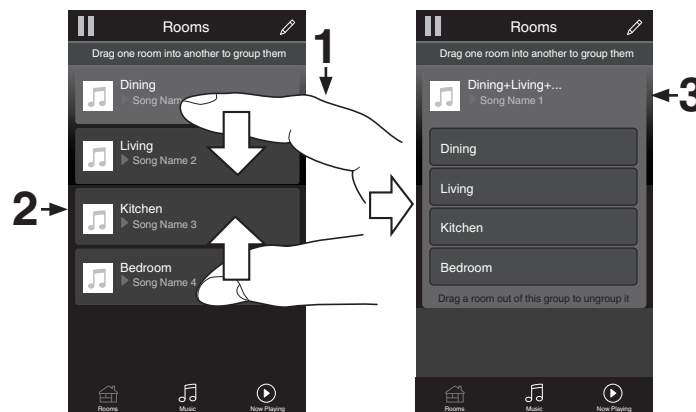 Rooms
Drag one room into another to group them
1
Dining
Song Nam
Living
Song Name 2
2
Kitchen
Song Name 3
Bedroom
Song Name 4
Rooms
Music
Now Playing
Rooms
Drag one room into another to group them
Dining+Living+...
Song Name 1
3
Dining
Living
Kitchen
Bedroom
Drag a room out of this group to ungroup it
Rooms
Music
Now Playing